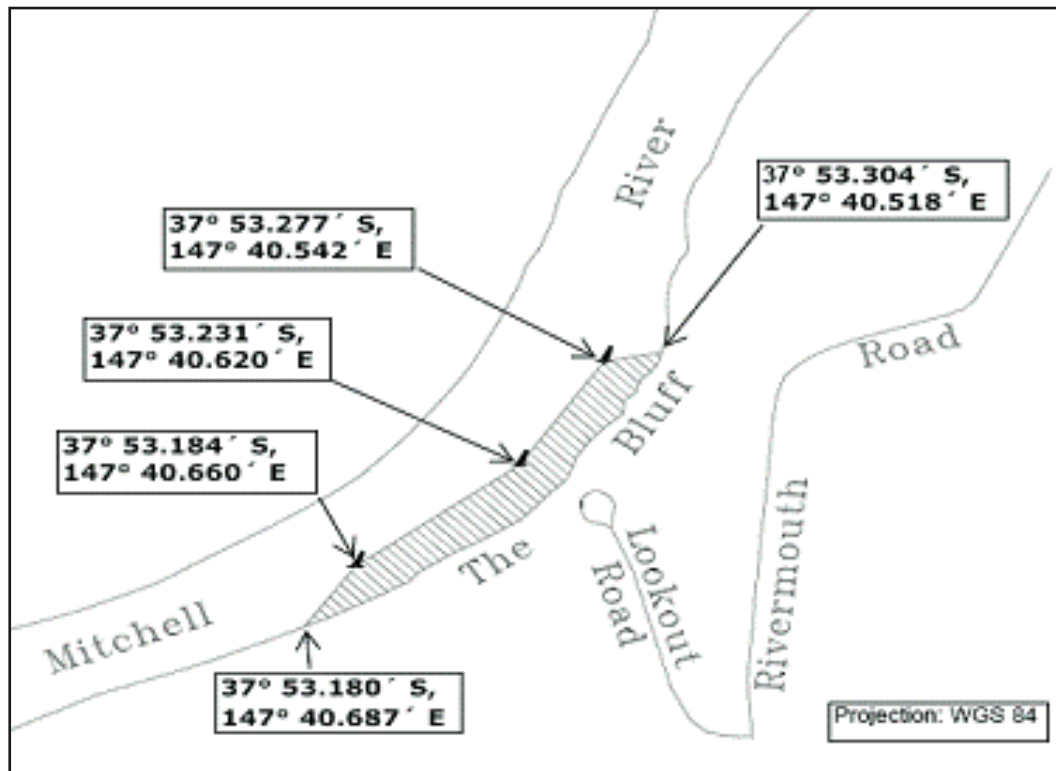 River
37° 53.304´ S,
147° 40.518´ E
37° 53.277´ S,
147° 40.542´ E
37° 53.231´ S,
147° 40.620´ E
Road
Bluff
37° 53.184´ S,
147° 40.660´ E
The
Lookout
Road
Rivermouth
Mitchell
37° 53.180´ S,
147° 40.687´ E
Projection: WGS 84